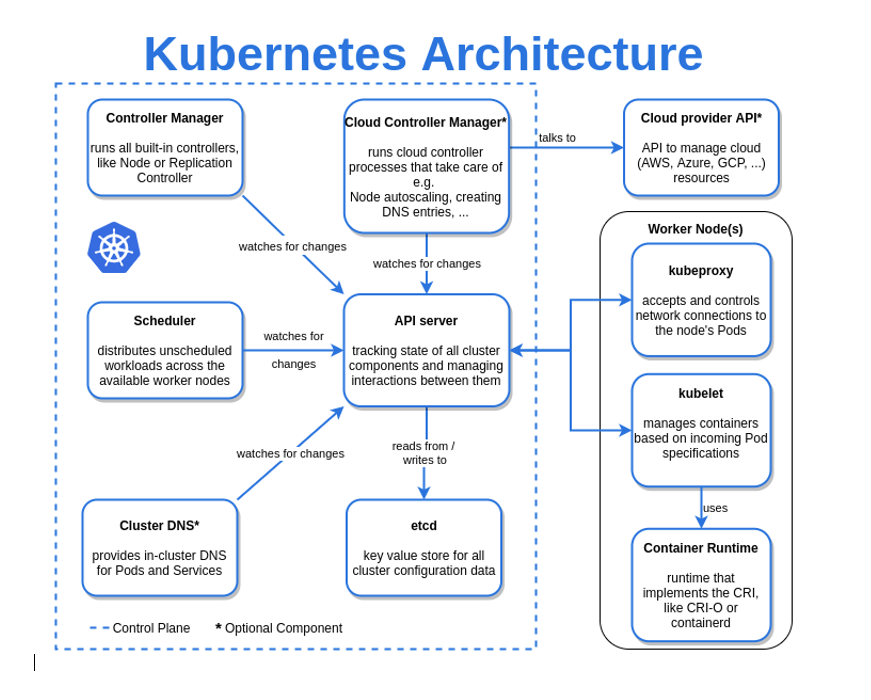 Kubernetes Architecture
Controller Manager
runs all built-in controllers,
like Node or Replication
Controller
Cloud Controller Manager*
runs cloud controller
processes that take care of
e.g.
Node autoscaling, creating
DNS entries, ...
talks to
Cloud provider API*
API to manage cloud
(AWS, Azure, GCP, ...)
resources
watches for changes
watches for changes
Worker Node(s)
kubeproxy
accepts and controls
network connections to
the node's Pods
Scheduler
distributes unscheduled
workloads across the
available worker nodes
watches for
changes
API server
tracking state of all cluster
components and managing
interactions between them
kubelet
manages containers
based on incoming Pod
specifications
watches for changes
reads from /
writes to
uses
Cluster DNS*
provides in-cluster DNS
for Pods and Services
etcd
key value store for all
cluster configuration data
Container Runtime
runtime that
implements the CRI,
like CRI-O or
containerd
Control Plane
* Optional Component